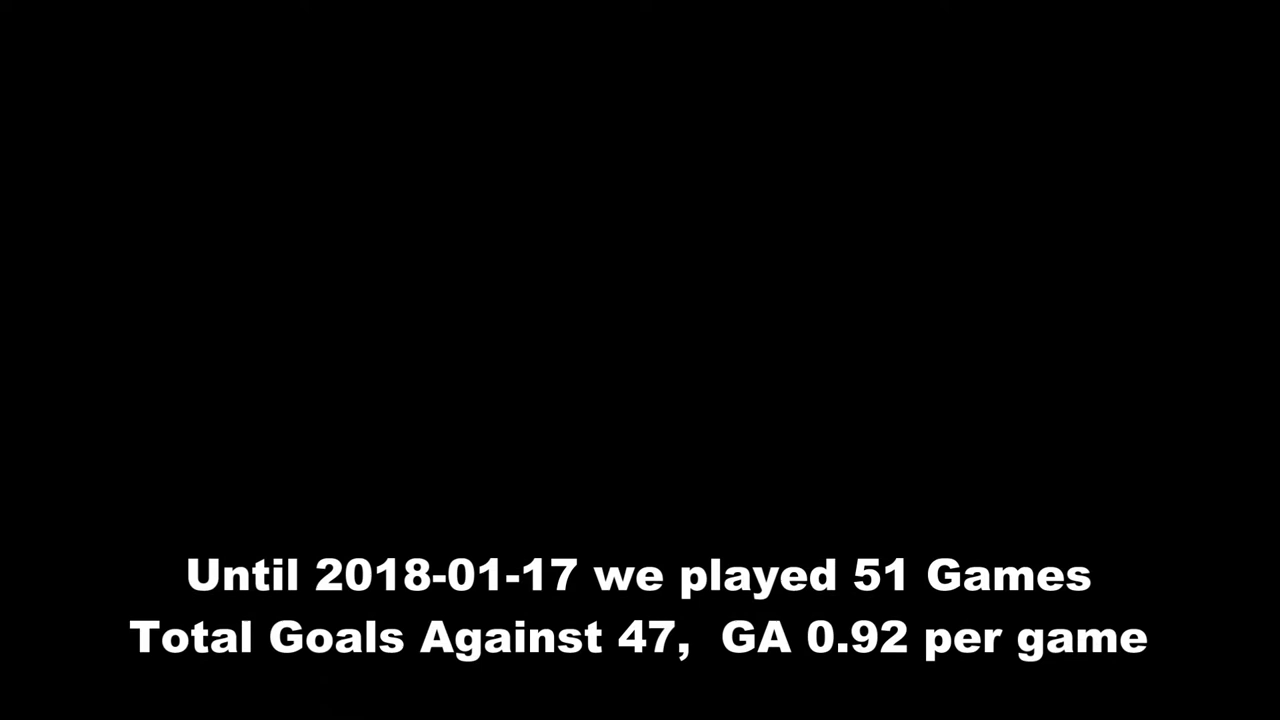 Until 2018-01-17 we played 51 Games
Total Goals Against 47,  GA 0.92 per game